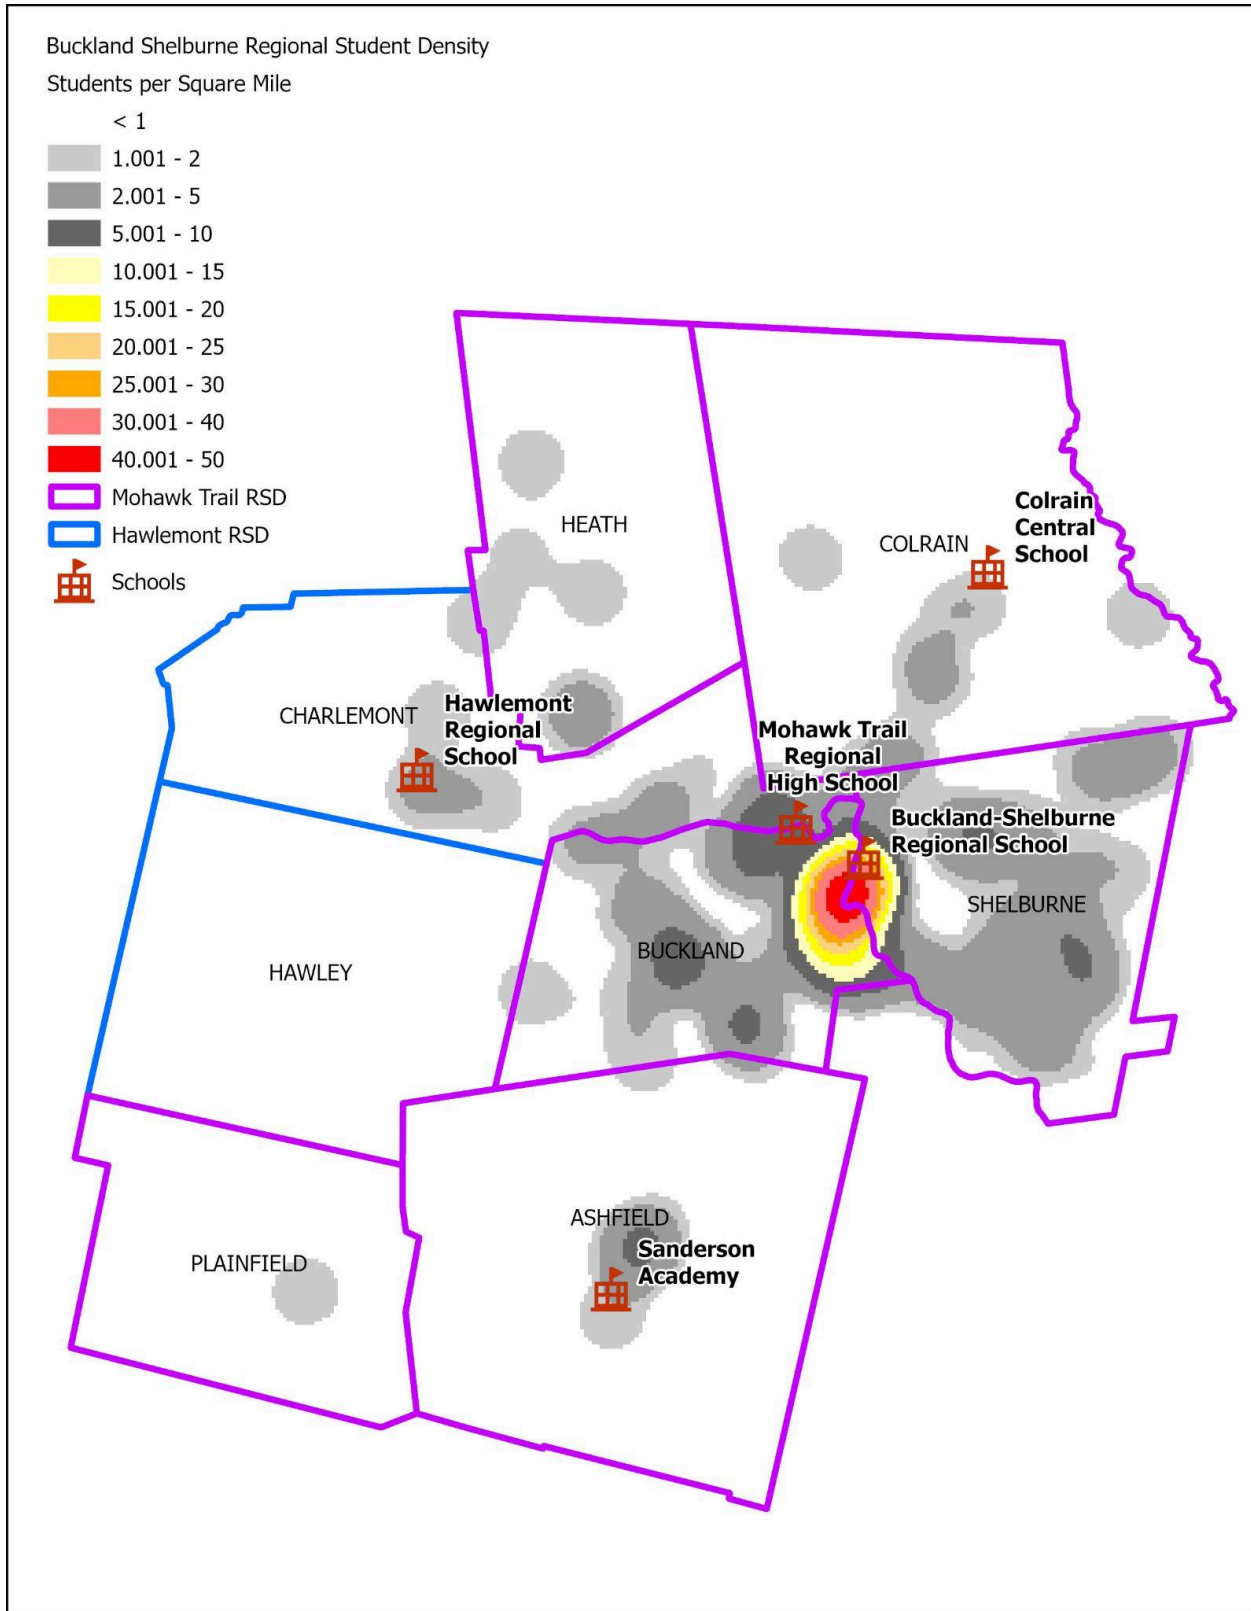 Buckland Shelburne Regional Student Density
Students per Square Mile
< 1
1.001 - 2
2.001 - 5
5.001 - 10
10.001 - 15
15.001 - 20
20.001 - 25
25.001 - 30
30.001 - 40
40.001 - 50
Mohawk Trail RSD
Hawlemont RSD
Schools
HEATH
COLRAIN
Colrain
Central
School
CHARLEMONT
Hawlemont
Regional
School
Mohawk Trail
Regional
High School
Buckland-Shelburne
Regional School
SHELBURNE
BUCKLAND
HAWLEY
ASHFIELD
Sanderson
Academy
PLAINFIELD